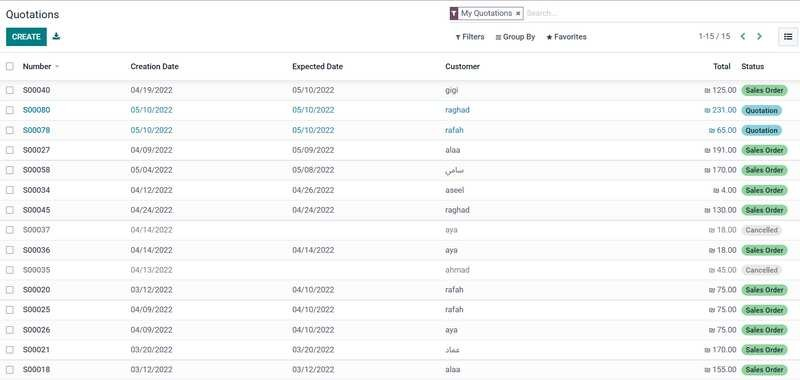 Quotations
My Quotations × Search...
CREATE
Filters Group By Favorites 1-15 / 15
Number Creation Date Expected Date Customer Total Status
S00040 04/19/2022 05/10/2022 gigi ₪ 125.00 Sales Order
S00080 05/10/2022 05/10/2022 raghad ₪ 231.00 Quotation
S00078 05/10/2022 05/10/2022 rafah ₪ 65.00 Quotation
S00027 04/09/2022 05/09/2022 alaa ₪ 191.00 Sales Order
S00058 05/04/2022 05/08/2022 سامي ₪ 170.00 Sales Order
S00034 04/12/2022 04/26/2022 aseel ₪ 4.00 Sales Order
S00045 04/24/2022 04/24/2022 raghad ₪ 130.00 Sales Order
S00037 04/14/2022 aya ₪ 18.00 Cancelled
S00036 04/14/2022 04/14/2022 aya ₪ 18.00 Sales Order
S00035 04/13/2022 ahmad ₪ 45.00 Cancelled
S00020 03/12/2022 04/10/2022 rafah ₪ 75.00 Sales Order
S00025 04/09/2022 04/10/2022 rafah ₪ 75.00 Sales Order
S00026 04/09/2022 04/10/2022 aya ₪ 75.00 Sales Order
S00021 03/20/2022 03/20/2022 عماد ₪ 170.00 Sales Order
S00018 03/12/2022 03/12/2022 alaa ₪ 155.00 Sales Order